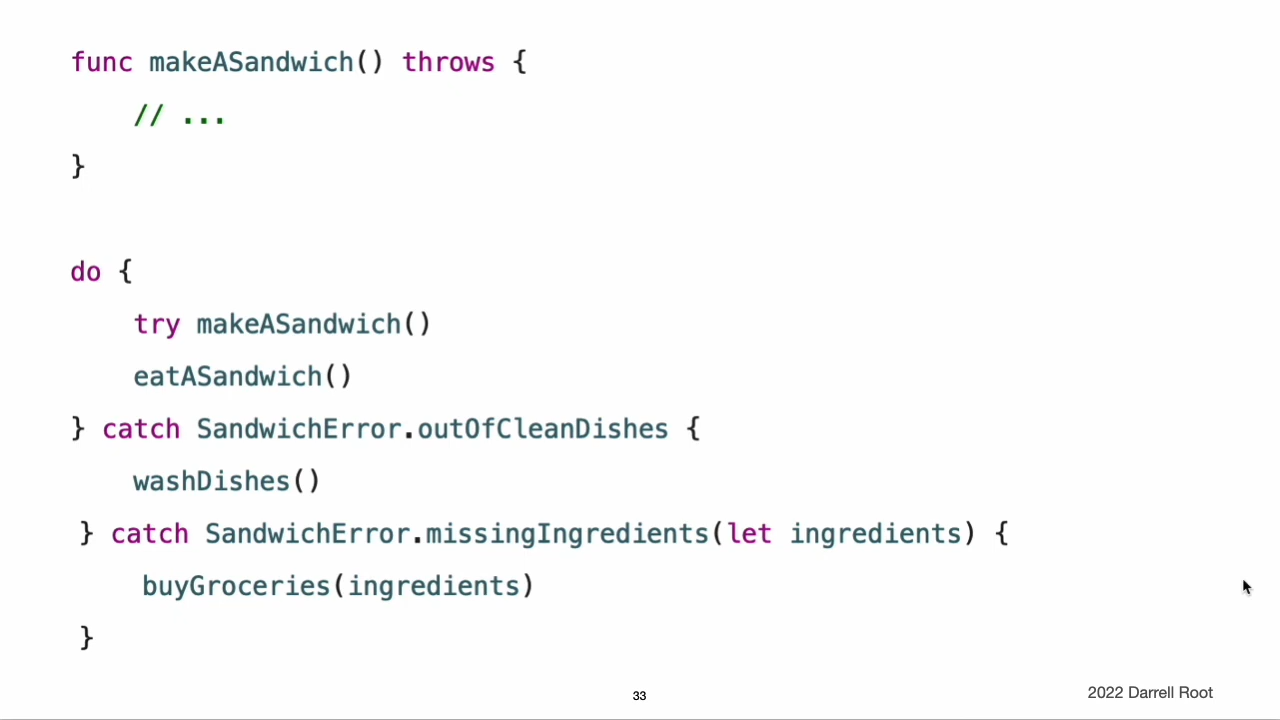 func makeASandwich() throws {
    // ...
}
do {
    try makeASandwich()
    eatASandwich()
} catch SandwichError.outOfCleanDishes {
    washDishes()
} catch SandwichError.missingIngredients(let ingredients) {
    buyGroceries(ingredients)
}
33
2022 Darrell Root